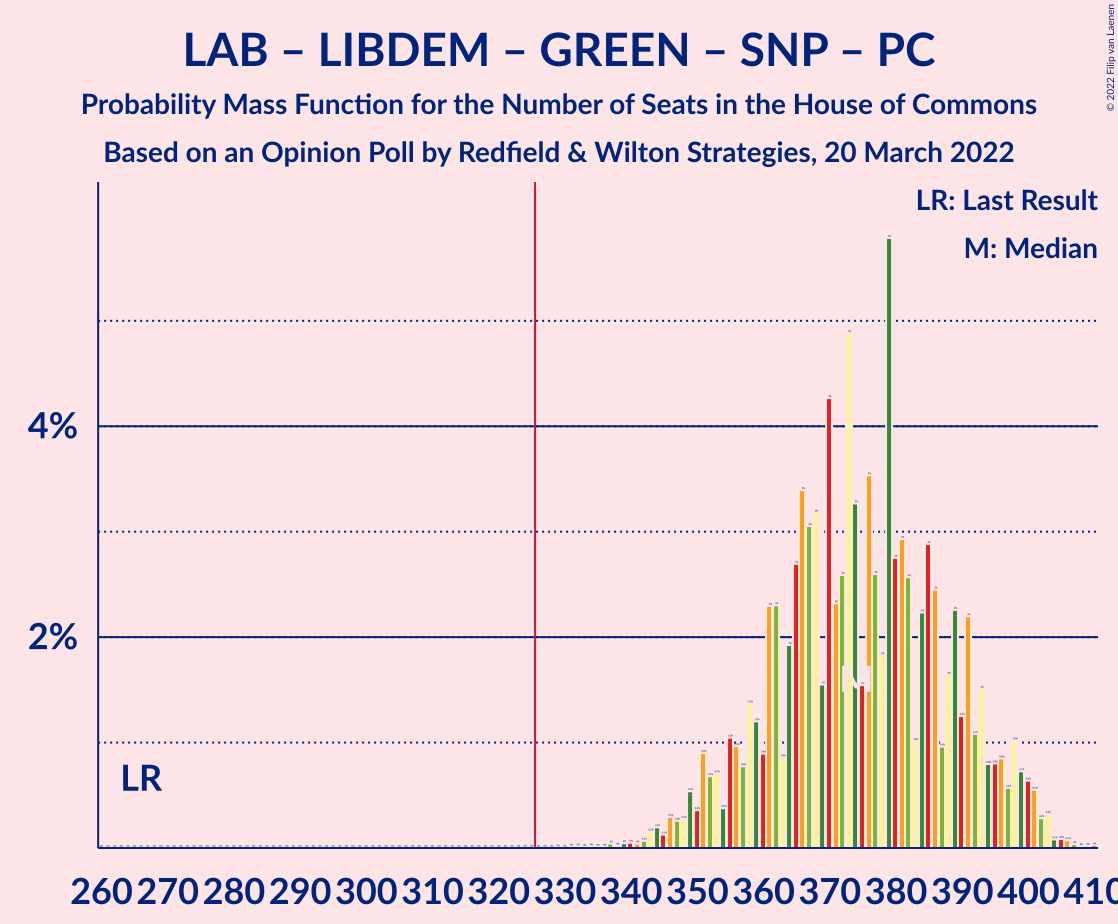 LAB – LIBDEM – GREEN – SNP – PC
Probability Mass Function for the Number of Seats in the House of Commons
Based on an Opinion Poll by Redfield & Wilton Strategies, 20 March 2022
© 2022 Filip van Laenen
LR: Last Result
M: Median
4%
2%
LR
260 270 280 290 300 310 320 330 340 350 360 370 380 390 400 410